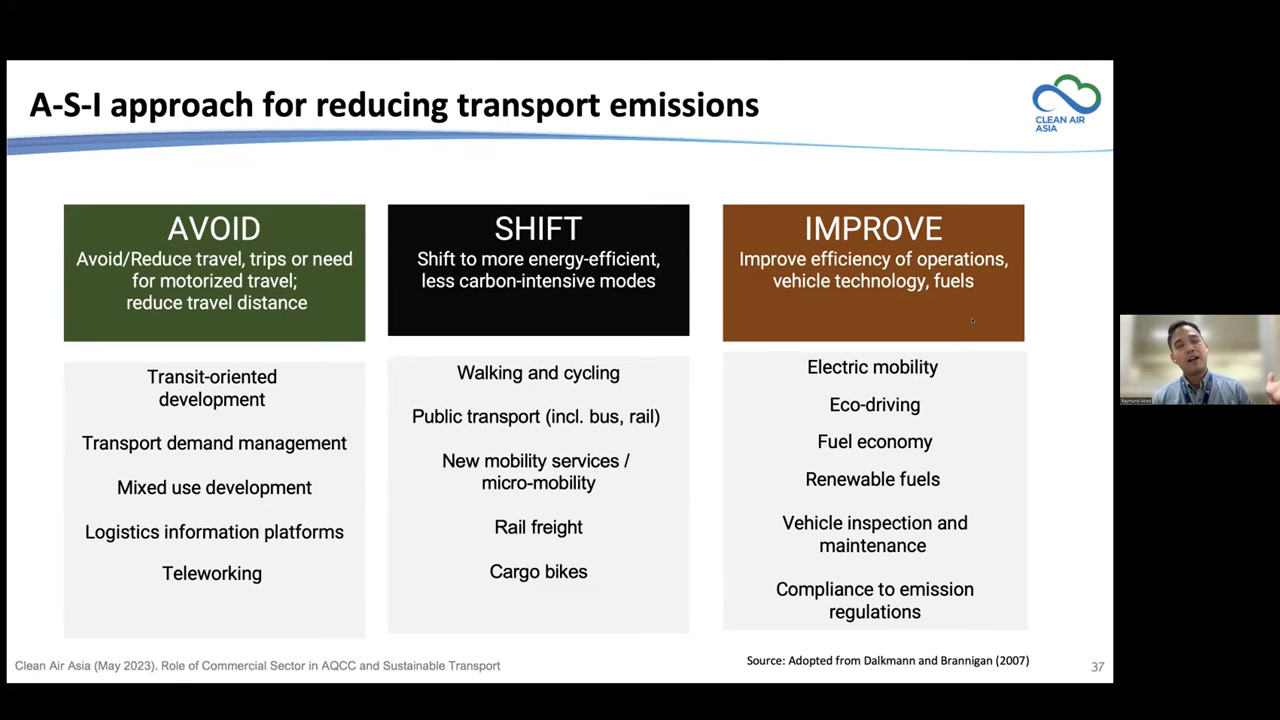 A-S-I approach for reducing transport emissions
CLEAN AIR
ASIA
AVOID
Avoid/Reduce travel, trips or need
for motorized travel;
reduce travel distance
Transit-oriented
development
Transport demand management
Mixed use development
Logistics information platforms
Teleworking
SHIFT
Shift to more energy-efficient,
less carbon-intensive modes
Walking and cycling
Public transport (incl. bus, rail)
New mobility services /
micro-mobility
Rail freight
Cargo bikes
IMPROVE
Improve efficiency of operations,
vehicle technology, fuels
Electric mobility
Eco-driving
Fuel economy
Renewable fuels
Vehicle inspection and
maintenance
Compliance to emission
regulations
Clean Air Asia (May 2023). Role of Commercial Sector in AQCC and Sustainable Transport
Source: Adopted from Dalkmann and Brannigan (2007)
37
Raymund Abad